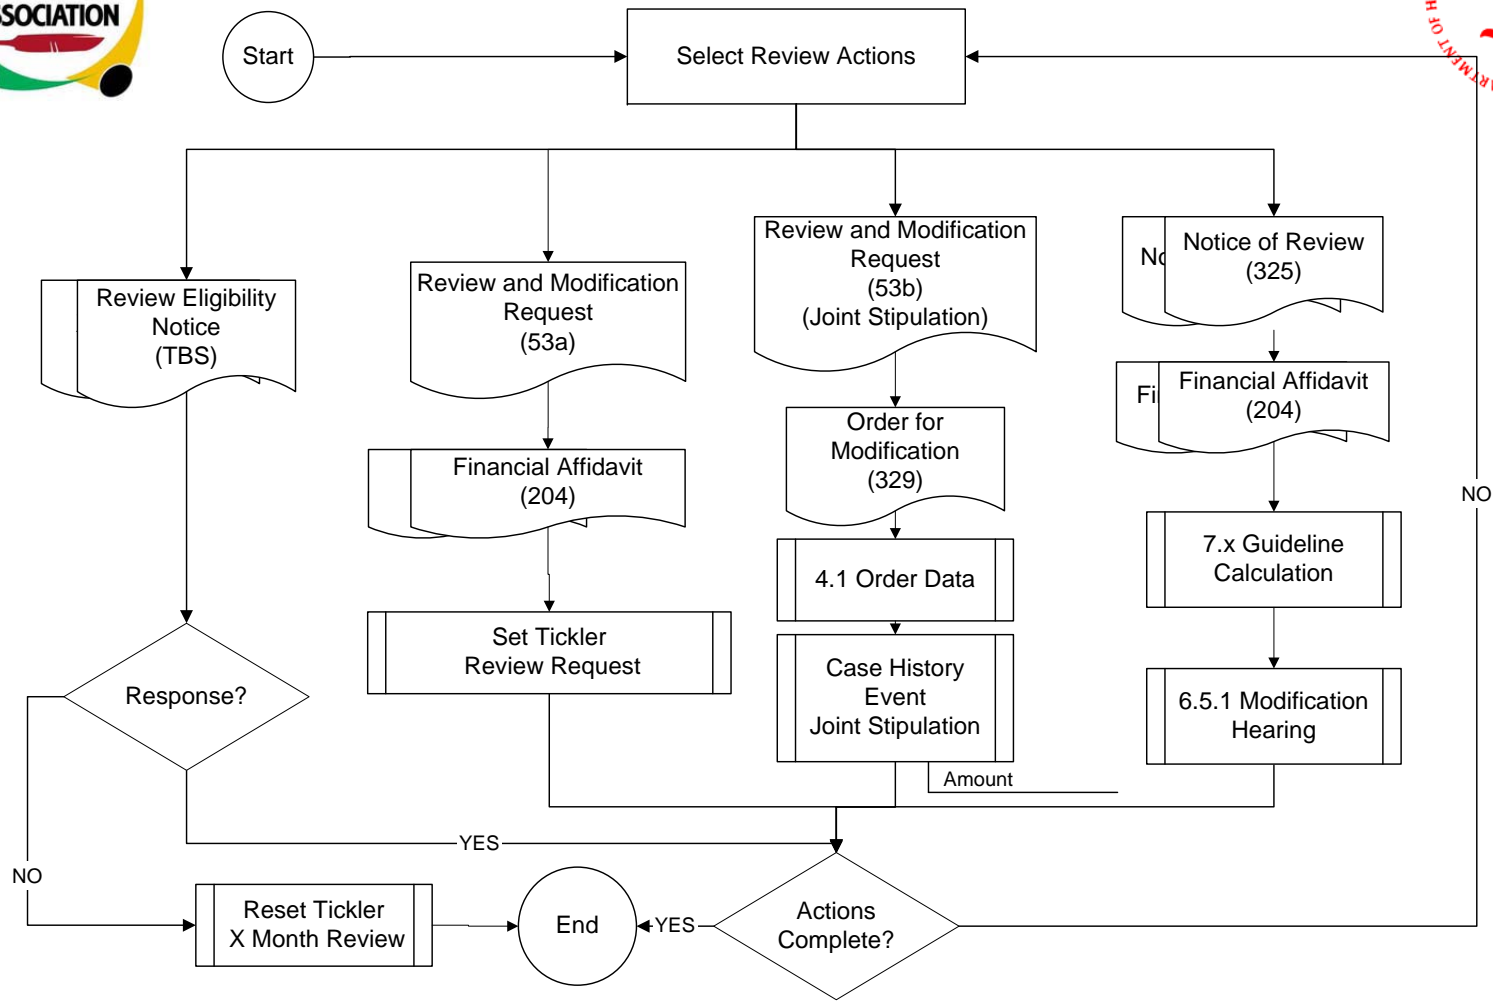 SSOCIATION
Start
Select Review Actions
Review Eligibility
Notice
(TBS)
Review and Modification
Request
(53a)
Review and Modification
Request
(53b)
(Joint Stipulation)
No
Notice of Review
(325)
Financial Affidavit
(204)
Order for
Modification
(329)
Fi
Financial Affidavit
(204)
NO
4.1 Order Data
7.x Guideline
Calculation
Set Tickler
Review Request
Response?
Case History
Event
Joint Stipulation
6.5.1 Modification
Hearing
Amount
YES
NO
Reset Tickler
X Month Review
End
YES
Actions
Complete?